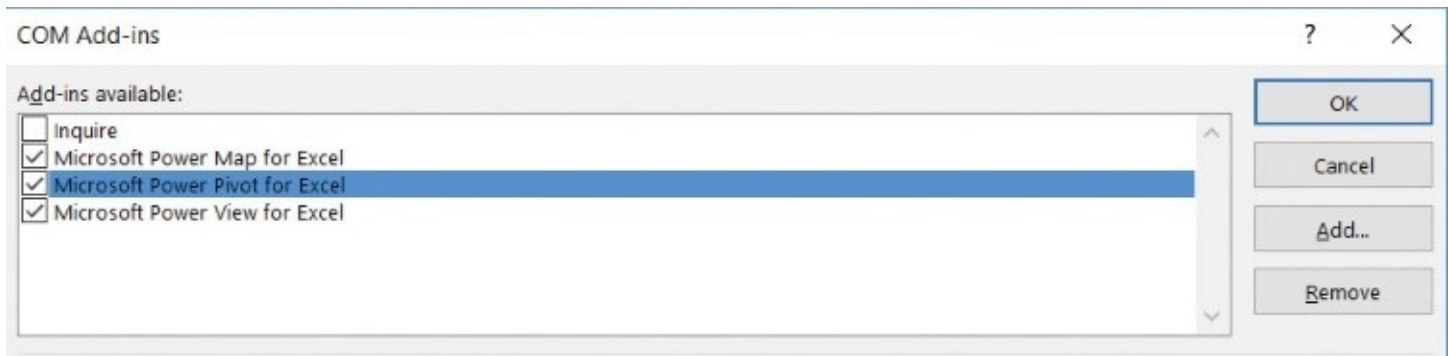 COM Add-ins ? ✕
Add-ins available:
Inquire
Microsoft Power Map for Excel
Microsoft Power Pivot for Excel
Microsoft Power View for Excel
OK
Cancel
Add...
Remove